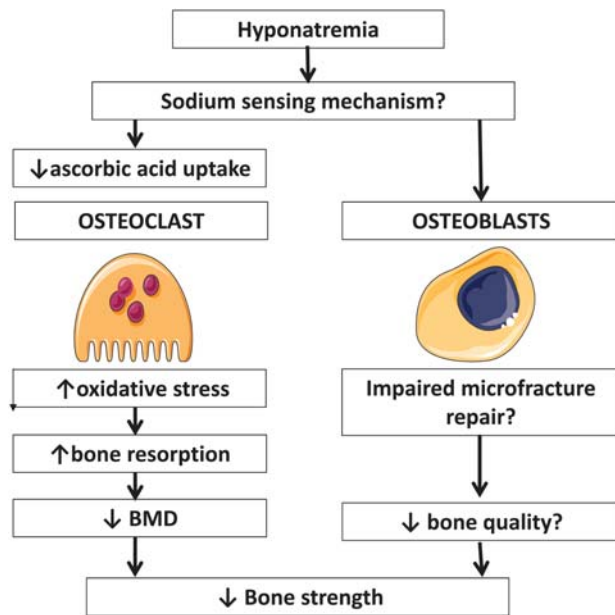 Hyponatremia
Sodium sensing mechanism?
↓ascorbic acid uptake
OSTEOCLAST
OSTEOBLASTS
↑oxidative stress
Impaired microfracture
repair?
↑bone resorption
↓ BMD
↓ bone quality?
↓ Bone strength